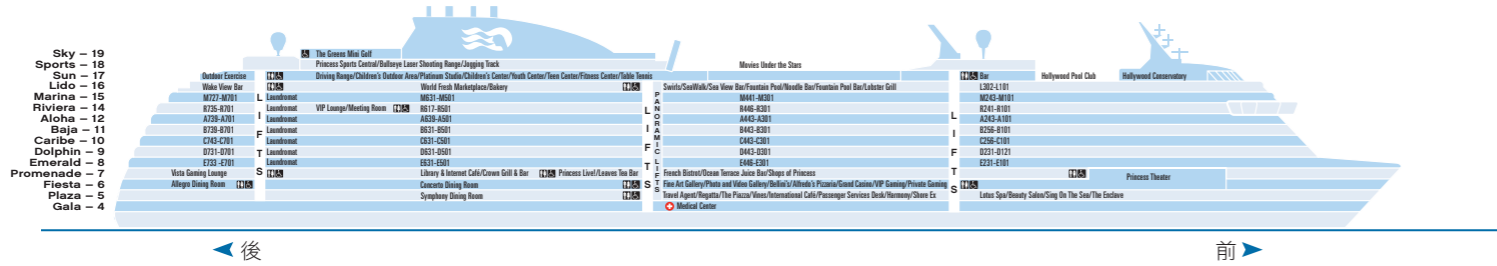 Sky – 19 The Greens Mini Golf
Sports – 18 Princess Sports Central/Bullseye Laser Shooting Range/Jogging Track Movies Under the Stars
Sun – 17 Outdoor Exercise Driving Range/Children's Outdoor Area/Platinum Studio/Children's Center/Youth Center/Teen Center/Fitness Center/Table Tennis Bar Hollywood Pool Club Hollywood Conservatory
Lido – 16 Wake View Bar World Fresh Marketplace/Bakery Swirls/SeaWalk/Sea View Bar/Fountain Pool/Noodle Bar/Fountain Pool Bar/Lobster Grill L302-L101
Marina – 15 M727-M701 Laundromat M631-M501 M441-M301 M243-M101
Riviera – 14 R735-R701 Laundromat VIP Lounge/Meeting Room R617-R501 R446-R301 R241-R101
Aloha – 12 A739-A701 Laundromat A639-A501 A443-A301 A243-A101
Baja – 11 B739-B701 Laundromat B631-B501 B443-B301 B256-B101
Caribe – 10 C743-C701 Laundromat C631-C501 C443-C301 C256-C101
Dolphin – 9 D731-D701 Laundromat D631-D501 D443-D301 D231-D121
Emerald – 8 E733 -E701 Laundromat E631-E501 E446-E301 E231-E101
Promenade – 7 Vista Gaming Lounge Library & Internet Café/Crown Grill & Bar Princess Live!/Leaves Tea Bar French Bistrot/Ocean Terrace Juice Bar/Shops of Princess Princess Theater
Fiesta – 6 Allegro Dining Room Concerto Dining Room Fine Art Gallery/Photo and Video Gallery/Bellini's/Alfredo's Pizzaria/Grand Casino/VIP Gaming/Private Gaming
Plaza – 5 Symphony Dining Room Travel Agent/Regatta/The Piazza/Vines/International Café/Passenger Services Desk/Harmony/Shore Ex Lotus Spa/Beauty Salon/Sing On The Sea/The Enclave
Gala – 4 Medical Center
LIFTS
LIFTS
PANORAMIC LIFTS
LIFTS
後
前